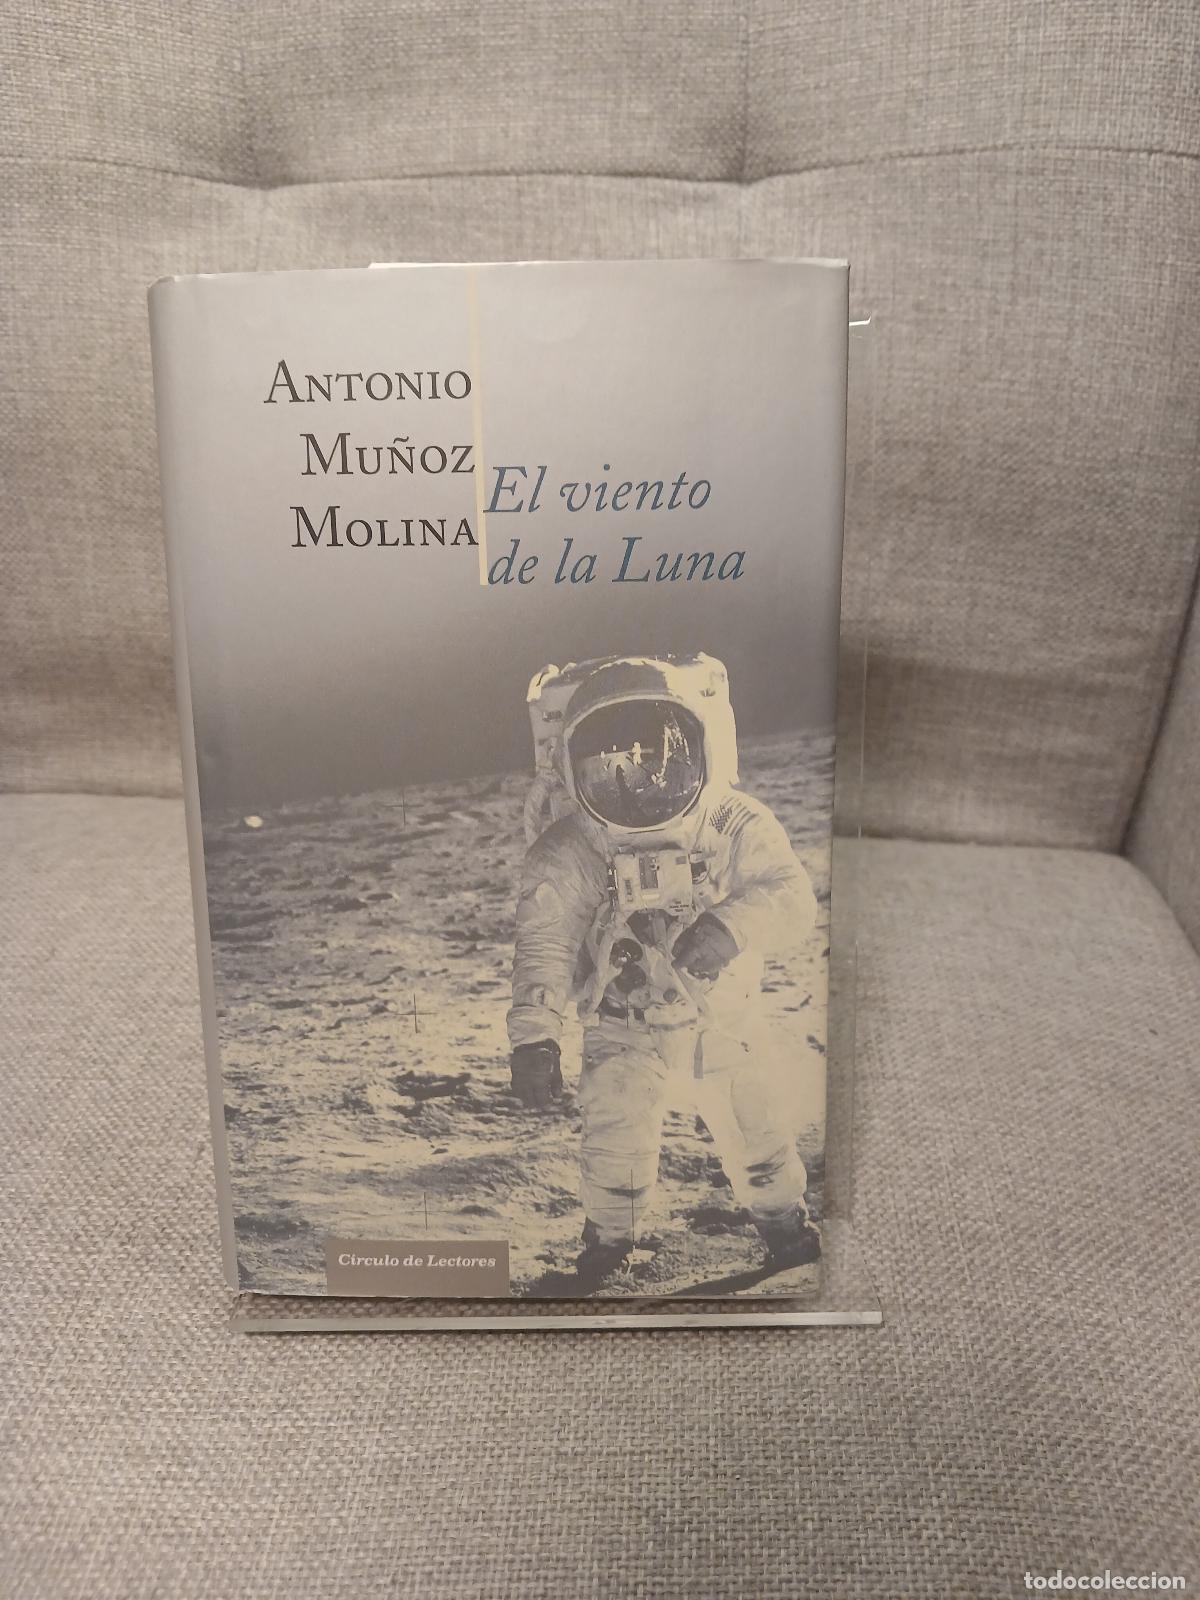 ANTONIO
MUÑOZ
MOLINA
El viento
de la Luna
Círculo de Lectores
todocoleccion